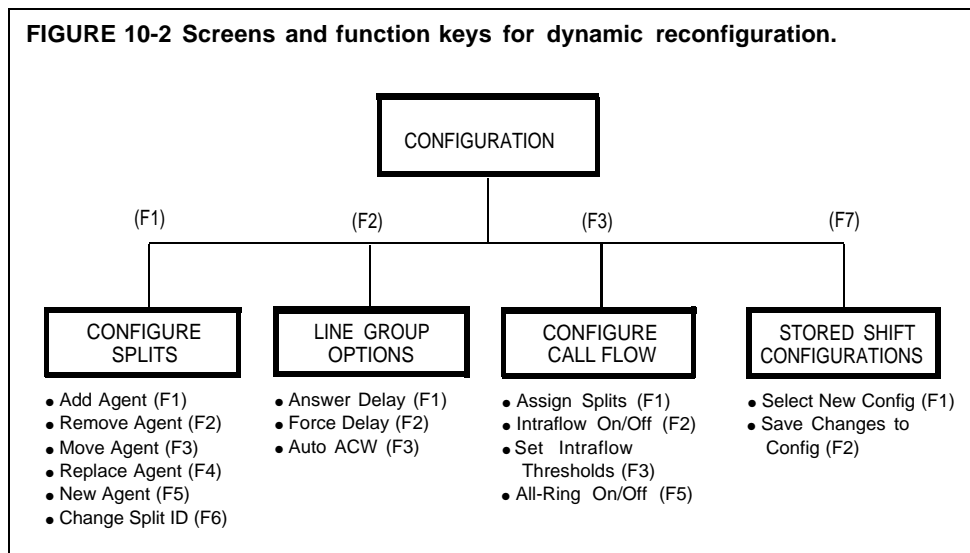 FIGURE 10-2 Screens and function keys for dynamic reconfiguration.
CONFIGURATION
(F1)
(F2)
(F3)
(F7)
CONFIGURE
SPLITS
• Add Agent (F1)
• Remove Agent (F2)
• Move Agent (F3)
• Replace Agent (F4)
• New Agent (F5)
• Change Split ID (F6)
LINE GROUP
OPTIONS
• Answer Delay (F1)
• Force Delay (F2)
• Auto ACW (F3)
CONFIGURE
CALL FLOW
• Assign Splits (F1)
• Intraflow On/Off (F2)
• Set Intraflow
Thresholds (F3)
• All-Ring On/Off (F5)
STORED SHIFT
CONFIGURATIONS
• Select New Config (F1)
• Save Changes to
Config (F2)